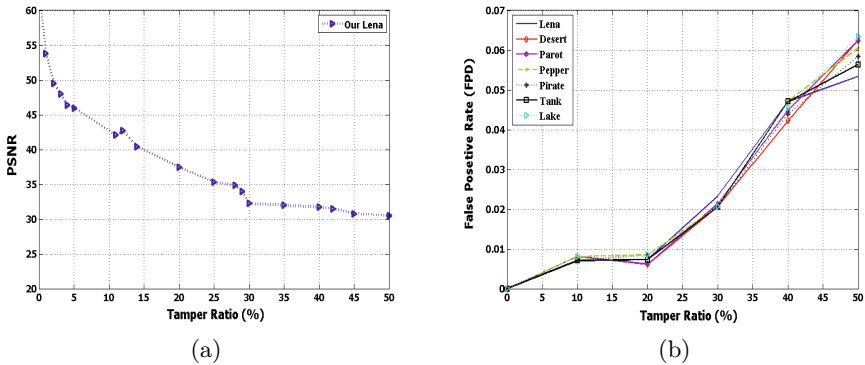 60
55
50
45
40
35
30
25
20
PSNR
0 5 10 15 20 25 30 35 40 45 50
Tamper Ratio (%)
Our Lena
(a)
0.07
0.06
0.05
0.04
0.03
0.02
0.01
0
False Posetive Rate (FPD)
0 5 10 15 20 25 30 35 40 45 50
Tamper Ratio (%)
Lena
Desert
Parot
Pepper
Pirate
Tank
Lake
(b)